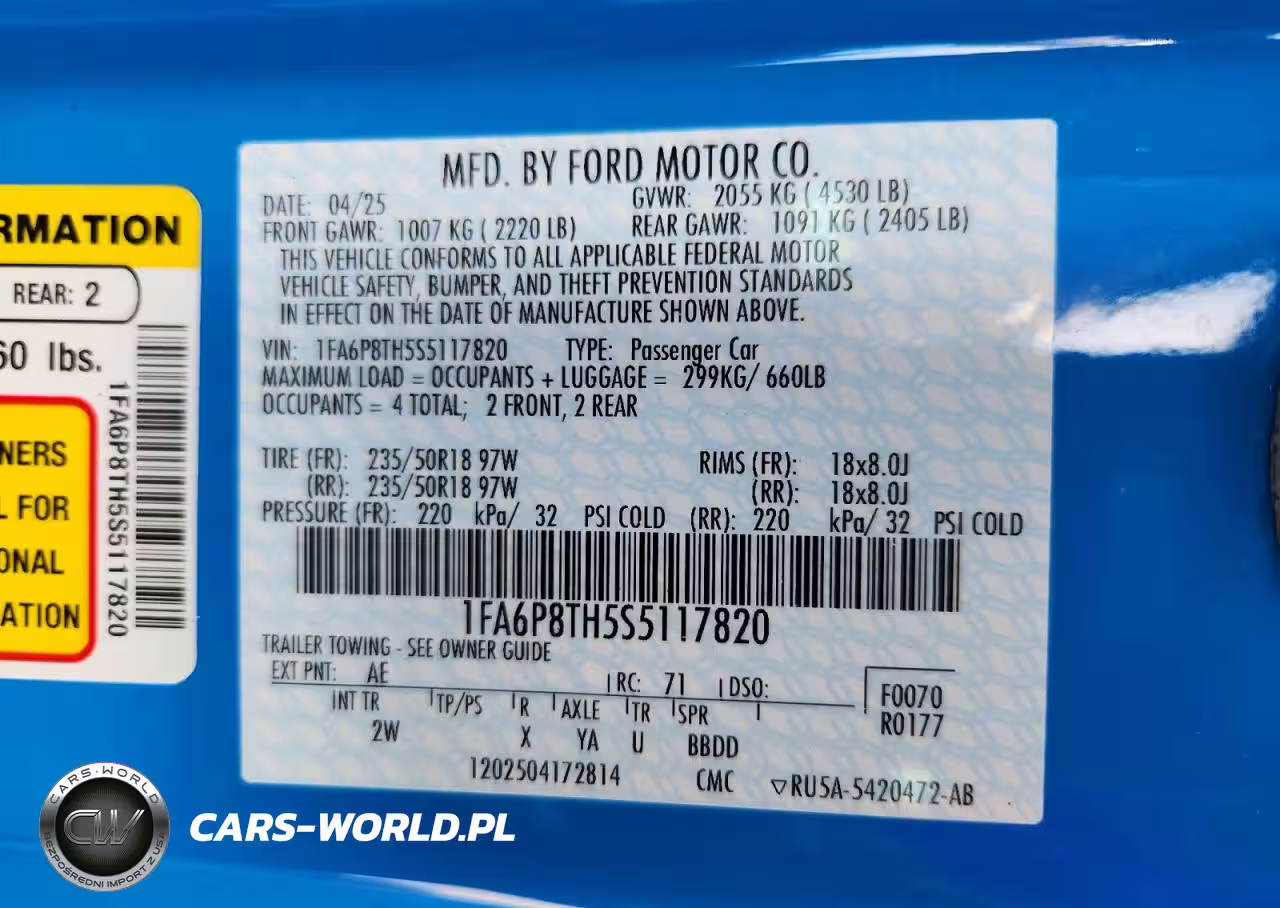 RMATION
REAR: 2
60 lbs.
NERS
L FOR
ONAL
ATION
1FA6P8TH5S5117820
MFD. BY FORD MOTOR CO.
DATE: 04/25 GVWR: 2055 KG ( 4530 LB)
FRONT GAWR: 1007 KG ( 2220 LB) REAR GAWR: 1091 KG ( 2405 LB)
THIS VEHICLE CONFORMS TO ALL APPLICABLE FEDERAL MOTOR
VEHICLE SAFETY, BUMPER, AND THEFT PREVENTION STANDARDS
IN EFFECT ON THE DATE OF MANUFACTURE SHOWN ABOVE.
VIN: 1FA6P8TH5S5117820 TYPE: Passenger Car
MAXIMUM LOAD = OCCUPANTS + LUGGAGE = 299KG/ 660LB
OCCUPANTS = 4 TOTAL; 2 FRONT, 2 REAR
TIRE (FR): 235/50R18 97W RIMS (FR): 18x8.0J
(RR): 235/50R18 97W (RR): 18x8.0J
PRESSURE (FR): 220 kPa/ 32 PSI COLD (RR): 220 kPa/ 32 PSI COLD
1FA6P8TH5S5117820
TRAILER TOWING - SEE OWNER GUIDE
EXT PNT: AE RC: 71 DSO: F0070
INT TR TP/PS R AXLE TR SPR R0177
2W X YA U BBDD
1202504172814 CMC ▽RU5A-5420472-AB
CARS-WORLD
CW
BEZPOŚREDNI IMPORT Z USA
CARS-WORLD.PL